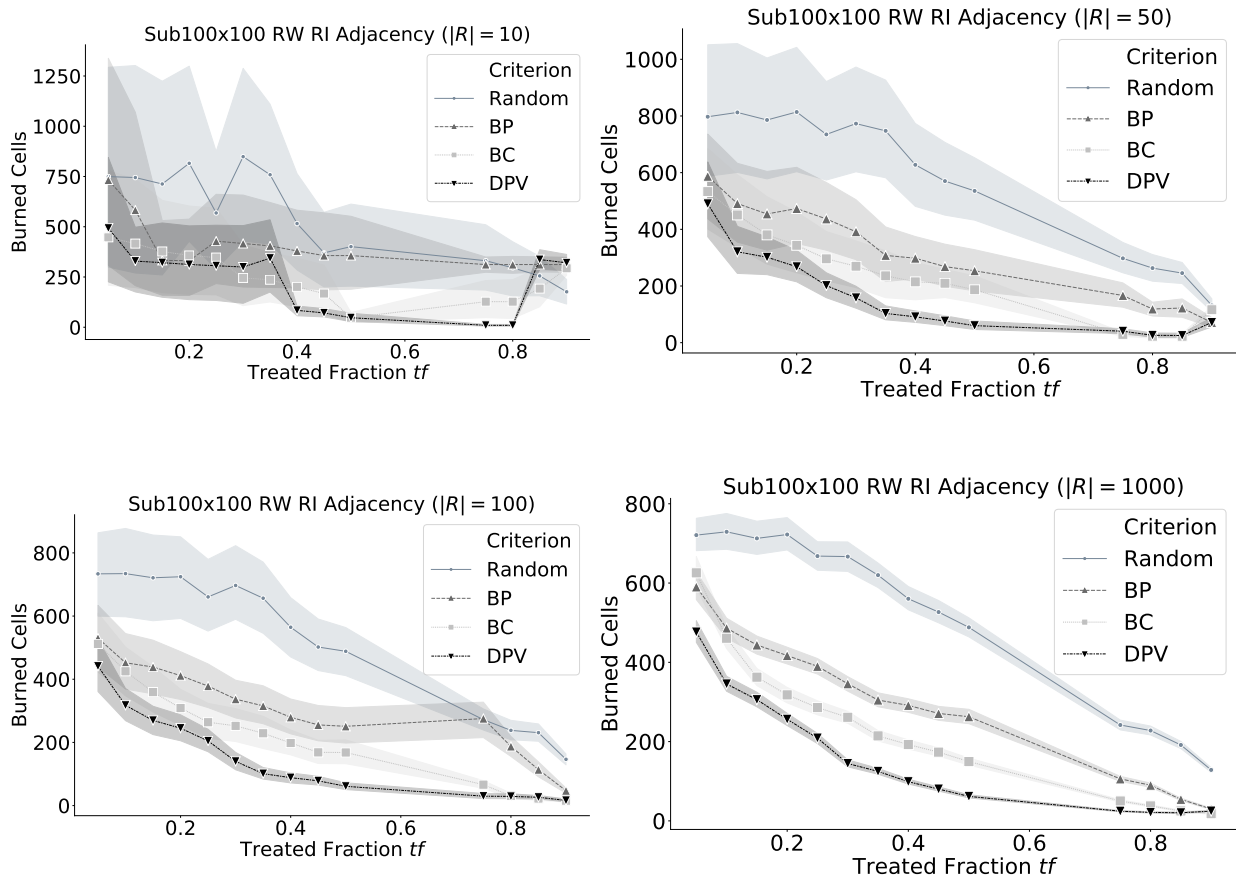 Sub100x100 RW RI Adjacency (|R| = 10)
Burned Cells
1250
1000
750
500
250
0
0.2
0.4
0.6
0.8
Treated Fraction tf
Criterion
Random
BP
BC
DPV
Sub100x100 RW RI Adjacency (|R| = 50)
Burned Cells
1000
800
600
400
200
0
0.2
0.4
0.6
0.8
Treated Fraction tf
Criterion
Random
BP
BC
DPV
Sub100x100 RW RI Adjacency (|R| = 100)
Burned Cells
800
600
400
200
0
0.2
0.4
0.6
0.8
Treated Fraction tf
Criterion
Random
BP
BC
DPV
Sub100x100 RW RI Adjacency (|R| = 1000)
Burned Cells
800
600
400
200
0
0.2
0.4
0.6
0.8
Treated Fraction tf
Criterion
Random
BP
BC
DPV